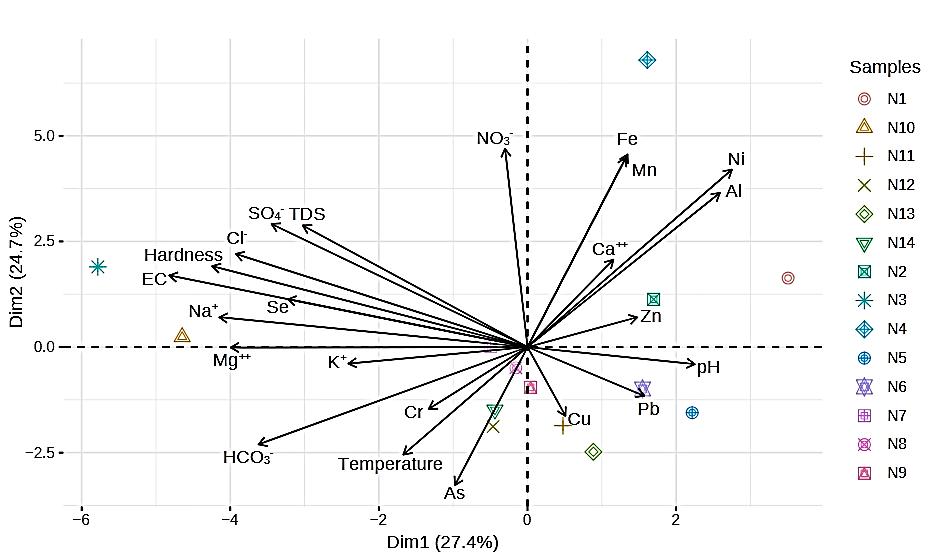 Samples
N1
N10
N11
N12
N13
N14
N2
N3
N4
N5
N6
N7
N8
N9
Dim2 (24.7%)
5.0
2.5
0.0
−2.5
NO₃⁻
Fe
Mn
Ni
Al
SO₄⁻ TDS
Cl⁻
Ca⁺⁺
Hardness
EC
Se
Na⁺
Zn
Mg⁺⁺
K⁺
pH
Cr
Cu
Pb
HCO₃⁻
Temperature
As
−6
−4
−2
0
2
Dim1 (27.4%)